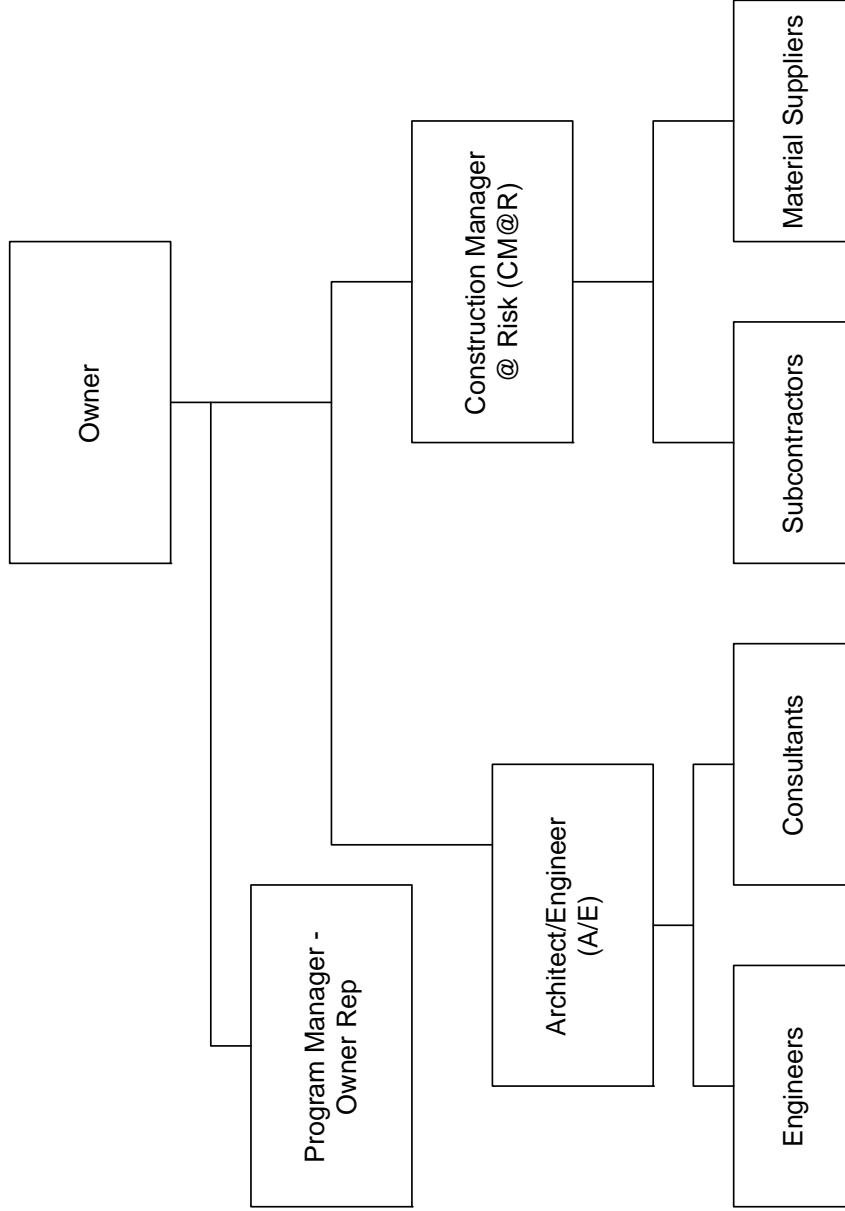 Owner
Program Manager -
Owner Rep
Construction Manager
@ Risk (CM@R)
Architect/Engineer
(A/E)
Engineers
Consultants
Subcontractors
Material Suppliers